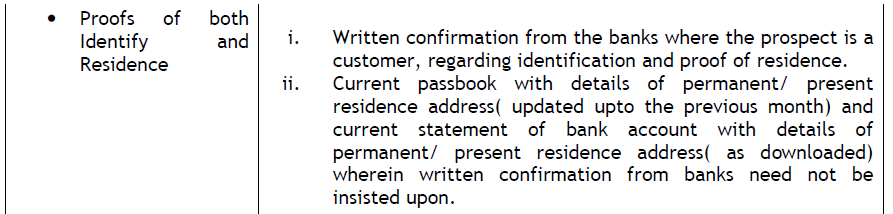 • Proofs of both
Identify and
Residence
i. Written confirmation from the banks where the prospect is a
customer, regarding identification and proof of residence.
ii. Current passbook with details of permanent/ present
residence address( updated upto the previous month) and
current statement of bank account with details of
permanent/ present residence address( as downloaded)
wherein written confirmation from banks need not be
insisted upon.